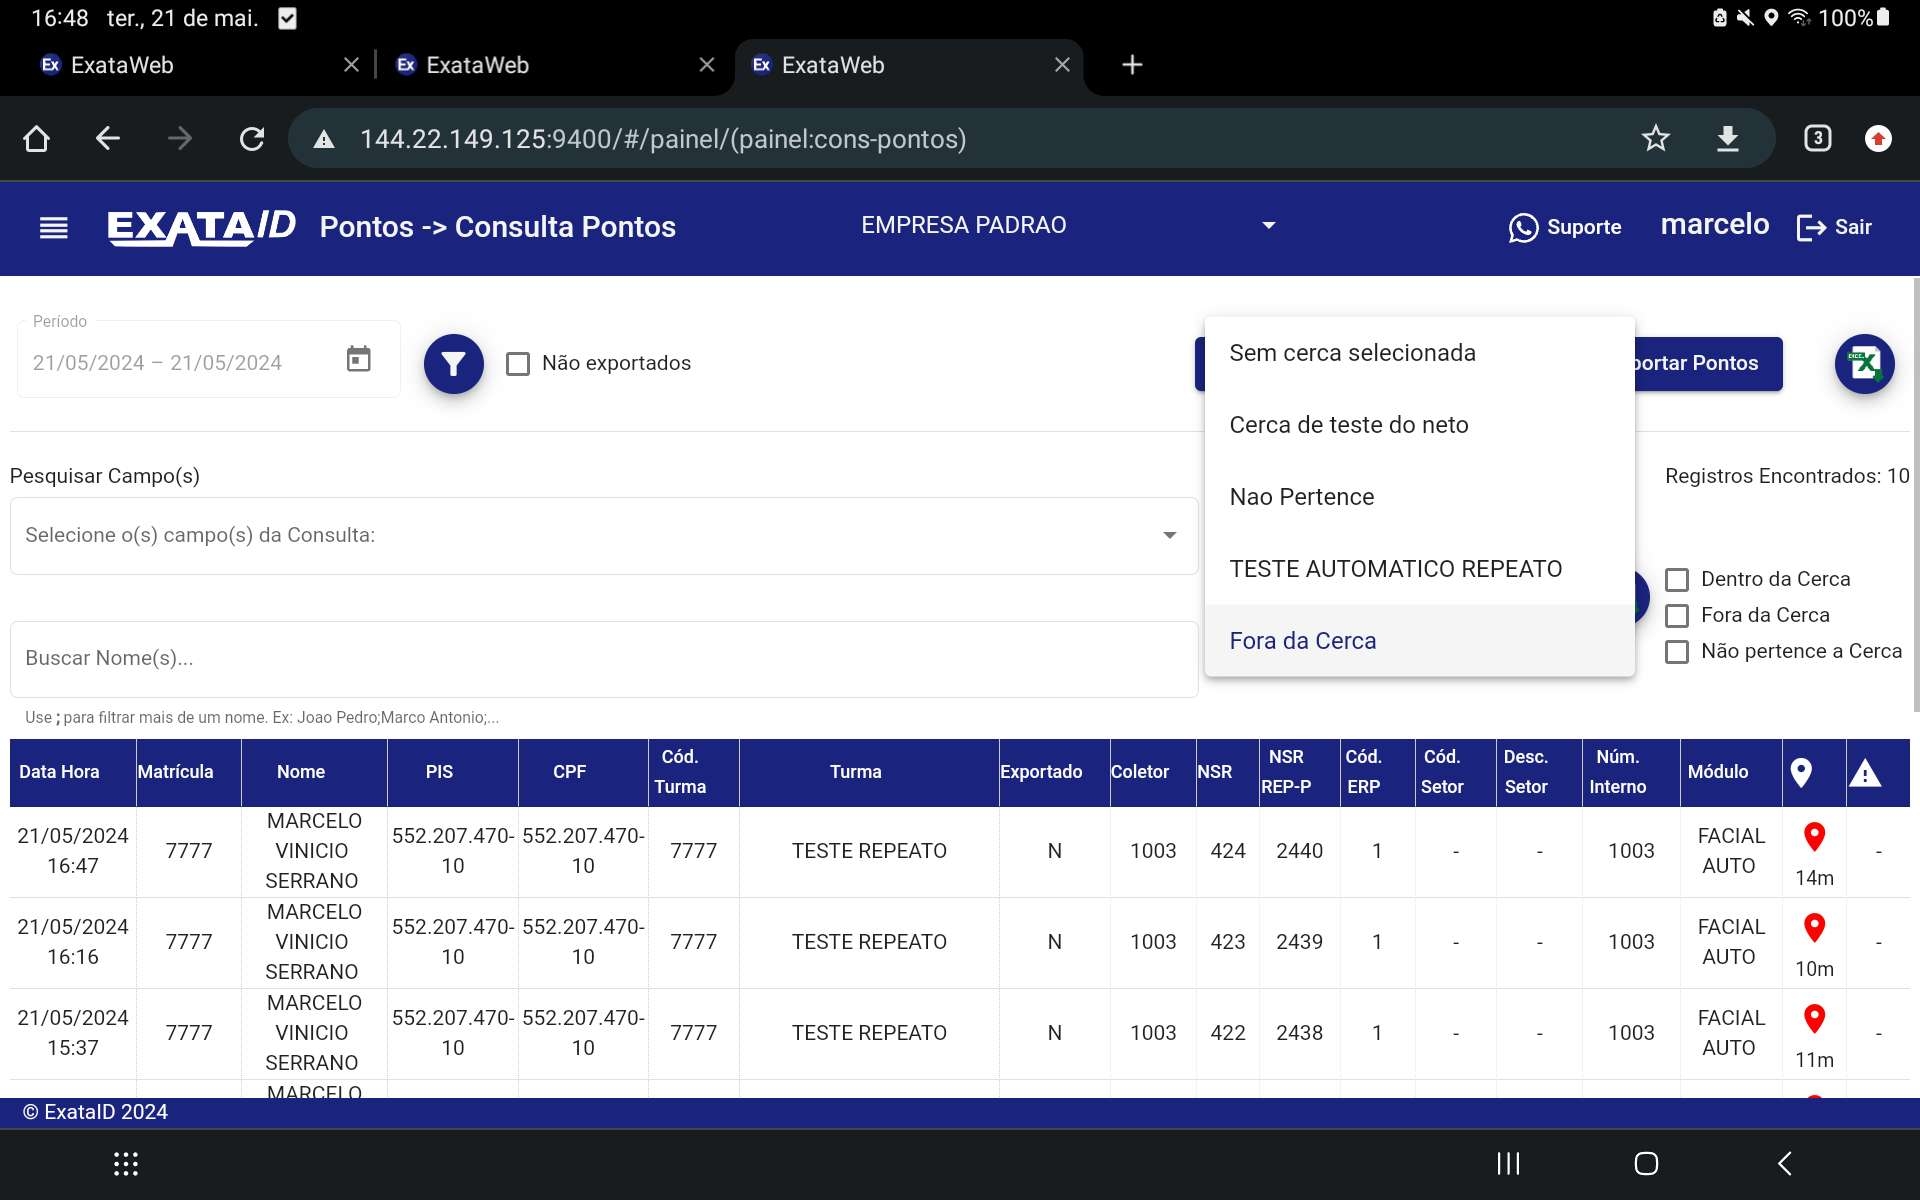 16:48 ter., 21 de mai.
100%
Ex ExataWeb
Ex ExataWeb
Ex ExataWeb
144.22.149.125:9400/#/painel/(painel:cons-pontos)
3
EXATAID Pontos -> Consulta Pontos
EMPRESA PADRAO
Suporte
marcelo
Sair
Período
21/05/2024 – 21/05/2024
Não exportados
portar Pontos
Sem cerca selecionada
Cerca de teste do neto
Nao Pertence
TESTE AUTOMATICO REPEATO
Fora da Cerca
Pesquisar Campo(s)
Registros Encontrados: 10
Selecione o(s) campo(s) da Consulta:
Dentro da Cerca
Fora da Cerca
Não pertence a Cerca
Buscar Nome(s)...
Use ; para filtrar mais de um nome. Ex: Joao Pedro;Marco Antonio;...
Data Hora Matrícula Nome PIS CPF Cód. Turma Turma Exportado Coletor NSR NSR REP-P Cód. ERP Cód. Setor Desc. Setor Núm. Interno Módulo
21/05/2024 16:47 7777 MARCELO VINICIO SERRANO 552.207.470-10 552.207.470-10 7777 TESTE REPEATO N 1003 424 2440 1 - - 1003 FACIAL AUTO 14m -
21/05/2024 16:16 7777 MARCELO VINICIO SERRANO 552.207.470-10 552.207.470-10 7777 TESTE REPEATO N 1003 423 2439 1 - - 1003 FACIAL AUTO 10m -
21/05/2024 15:37 7777 MARCELO VINICIO SERRANO 552.207.470-10 552.207.470-10 7777 TESTE REPEATO N 1003 422 2438 1 - - 1003 FACIAL AUTO 11m -
MARCELO
© ExataID 2024